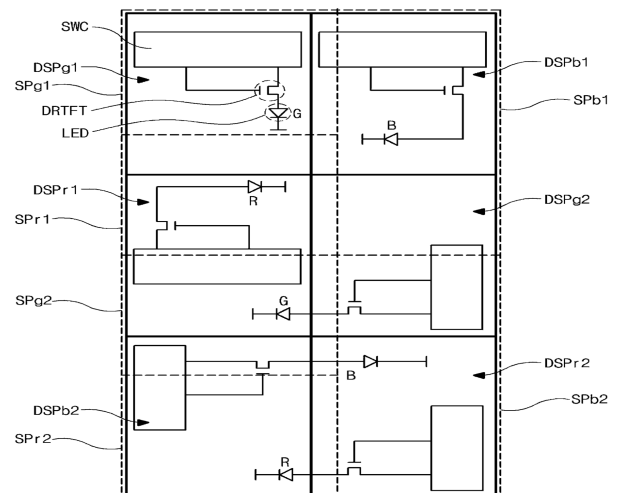 SWC
DSPg1
SPg1
DRTFT
LED
G
DSPb1
SPb1
B
DSPr1
SPr1
R
DSPg2
SPg2
G
B
DSPr2
DSPb2
SPb2
SPr2
R